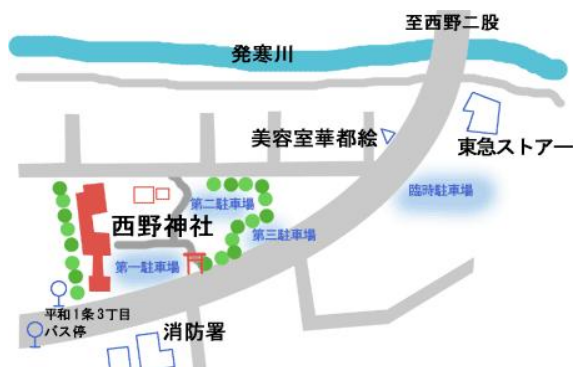 至西野二股
発寒川
美容室華都絵
東急ストアー
臨時駐車場
第二駐車場
西野神社
第三駐車場
第一駐車場
平和1条3丁目
バス停
消防署